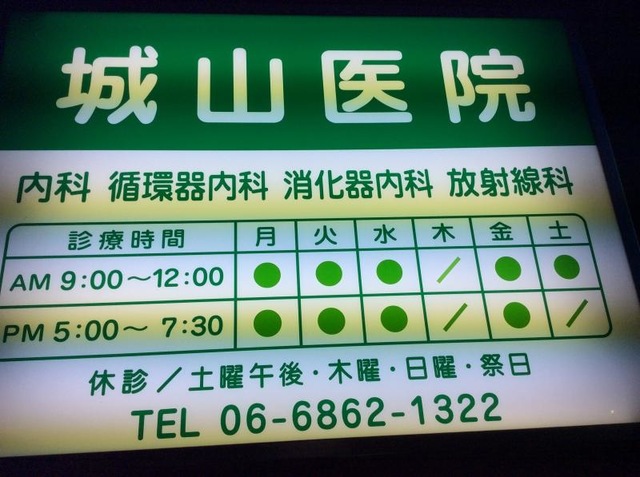 城山医院
内科 循環器内科 消化器内科 放射線科
診療時間 月 火 水 木 金 土
AM 9:00～12:00 ● ● ● ／ ● ●
PM 5:00～ 7:30 ● ● ● ／ ● ／
休診／土曜午後・木曜・日曜・祭日
TEL 06-6862-1322